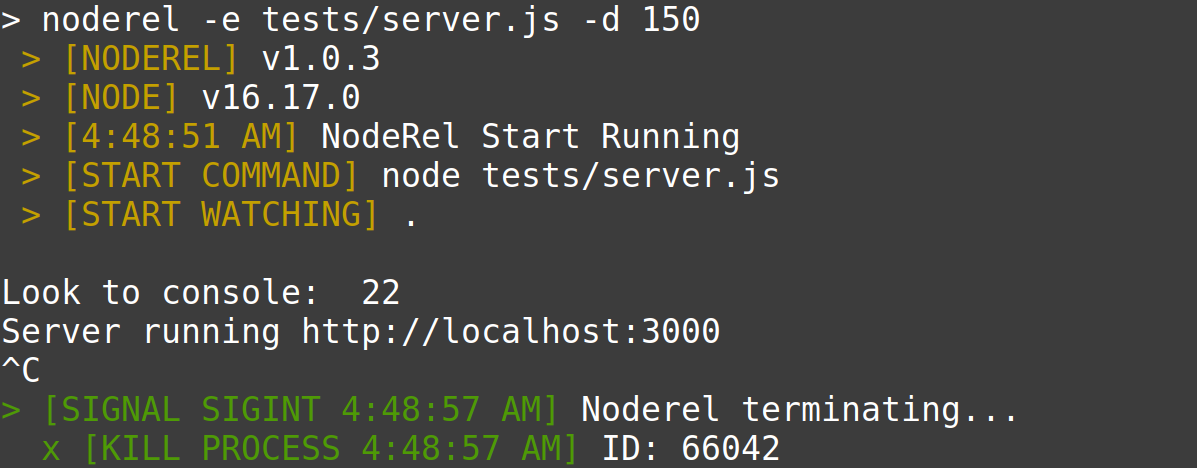 > noderel -e tests/server.js -d 150
 > [NODEREL] v1.0.3
 > [NODE] v16.17.0
 > [4:48:51 AM] NodeRel Start Running
 > [START COMMAND] node tests/server.js
 > [START WATCHING] .

Look to console:  22
Server running http://localhost:3000
^C
> [SIGNAL SIGINT 4:48:57 AM] Noderel terminating...
  x [KILL PROCESS 4:48:57 AM] ID: 66042